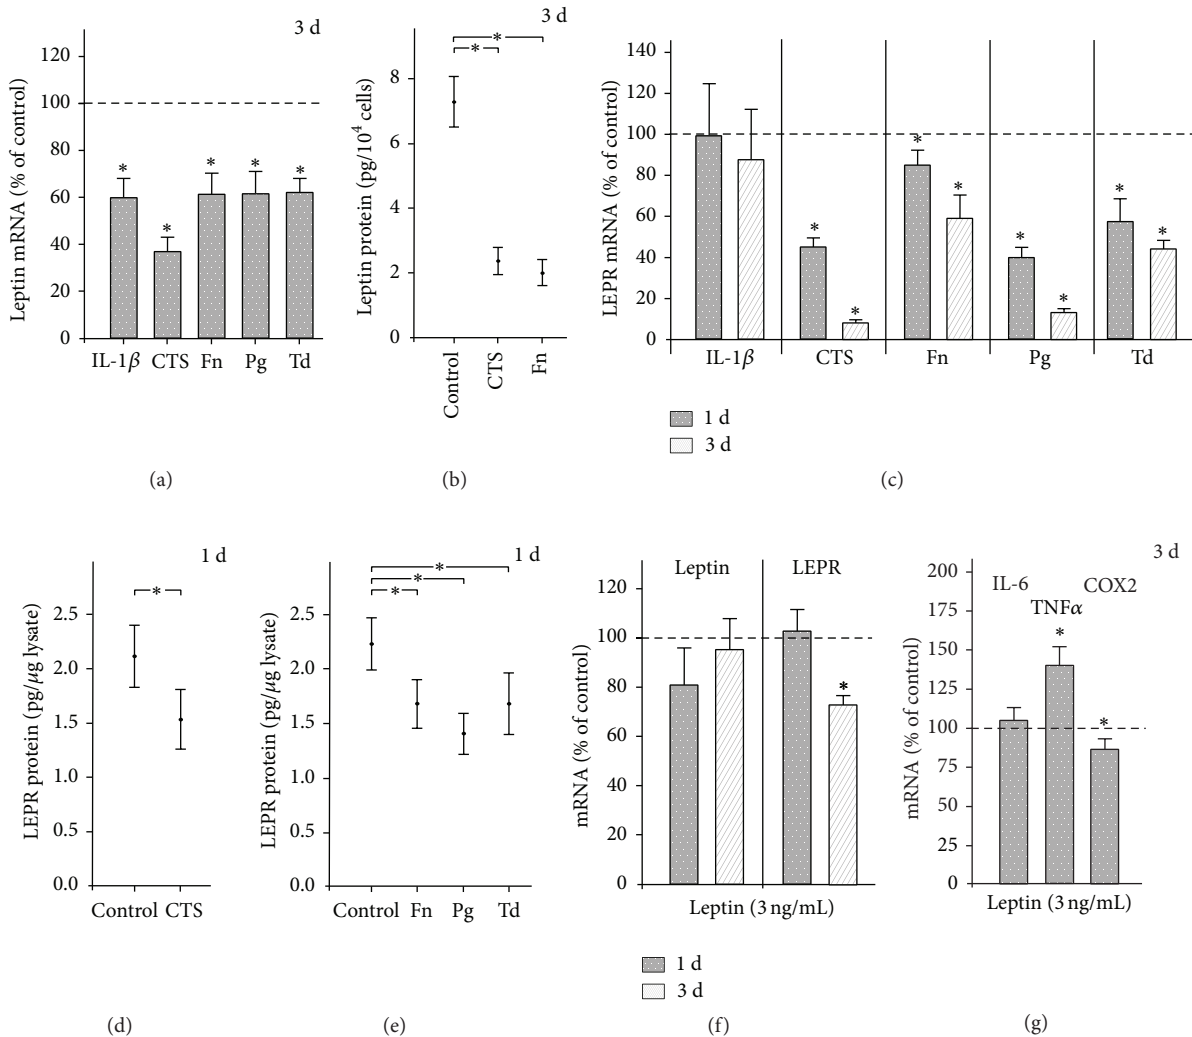 3 d
Leptin mRNA (% of control)
120
100
80
60
40
20
0
* * * * *
IL-1β CTS Fn Pg Td
(a)
3 d
Leptin protein (pg/10⁴ cells)
8
6
4
2
0
*
*
Control
CTS
Fn
(b)
LEPR mRNA (% of control)
140
120
100
80
60
40
20
0
* * * * * * * *
IL-1β CTS Fn Pg Td
1 d
3 d
(c)
1 d
LEPR protein (pg/μg lysate)
2.5
2.0
1.5
1.0
0.5
0.0
*
Control CTS
(d)
1 d
LEPR protein (pg/μg lysate)
2.5
2.0
1.5
1.0
0.5
0.0
*
*
*
Control Fn Pg Td
(e)
Leptin LEPR
mRNA (% of control)
120
100
80
60
40
20
0
*
Leptin (3 ng/mL)
1 d
3 d
(f)
3 d
mRNA (% of control)
200
175
150
125
100
75
50
25
0
IL-6
TNFα
COX2
*
*
Leptin (3 ng/mL)
(g)